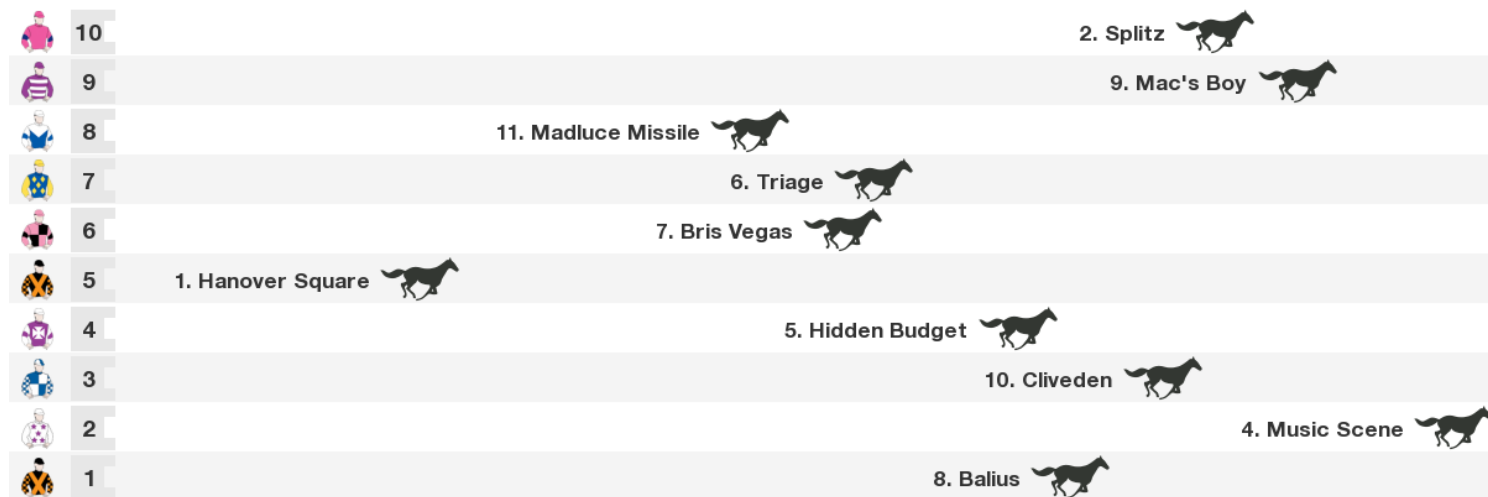 10 2. Splitz
9 9. Mac's Boy
8 11. Madluce Missile
7 6. Triage
6 7. Bris Vegas
5 1. Hanover Square
4 5. Hidden Budget
3 10. Cliveden
2 4. Music Scene
1 8. Balius